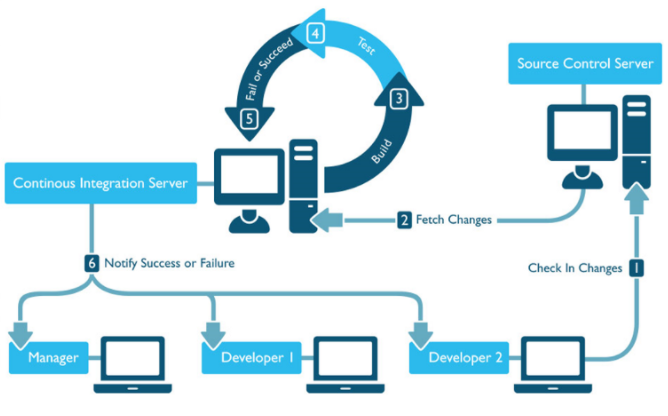 4
Test
Fail or Succeed
5
3
Build
Source Control Server
Continous Integration Server
2 Fetch Changes
6 Notify Success or Failure
Check In Changes 1
Manager
Developer 1
Developer 2